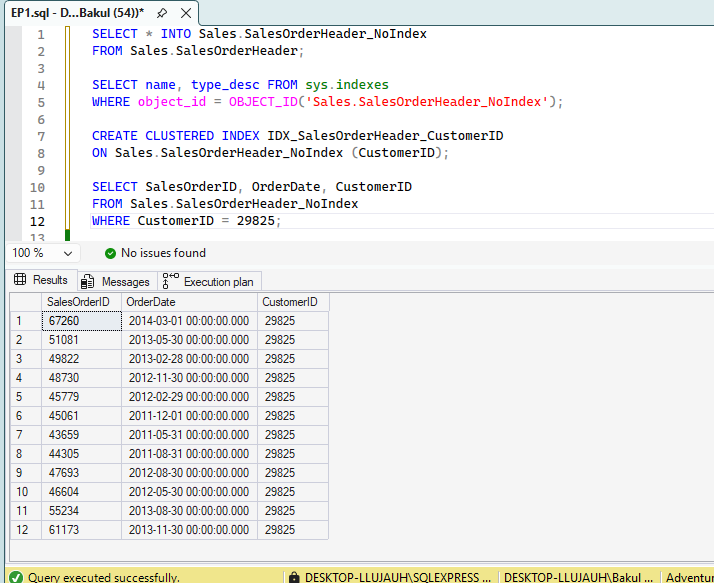 EP1.sql - D...Bakul (54))*
1 SELECT * INTO Sales.SalesOrderHeader_NoIndex
2 FROM Sales.SalesOrderHeader;
3
4 SELECT name, type_desc FROM sys.indexes
5 WHERE object_id = OBJECT_ID('Sales.SalesOrderHeader_NoIndex');
6
7 CREATE CLUSTERED INDEX IDX_SalesOrderHeader_CustomerID
8 ON Sales.SalesOrderHeader_NoIndex (CustomerID);
9
10 SELECT SalesOrderID, OrderDate, CustomerID
11 FROM Sales.SalesOrderHeader_NoIndex
12 WHERE CustomerID = 29825;
13
100 % No issues found
Results Messages Execution plan
SalesOrderID OrderDate CustomerID
1 67260 2014-03-01 00:00:00.000 29825
2 51081 2013-05-30 00:00:00.000 29825
3 49822 2013-02-28 00:00:00.000 29825
4 48730 2012-11-30 00:00:00.000 29825
5 45779 2012-02-29 00:00:00.000 29825
6 45061 2011-12-01 00:00:00.000 29825
7 43659 2011-05-31 00:00:00.000 29825
8 44305 2011-08-31 00:00:00.000 29825
9 47693 2012-08-30 00:00:00.000 29825
10 46604 2012-05-30 00:00:00.000 29825
11 55234 2013-08-30 00:00:00.000 29825
12 61173 2013-11-30 00:00:00.000 29825
Query executed successfully. DESKTOP-LLUJAUH\SQLEXPRESS ... DESKTOP-LLUJAUH\Bakul ... Adventur